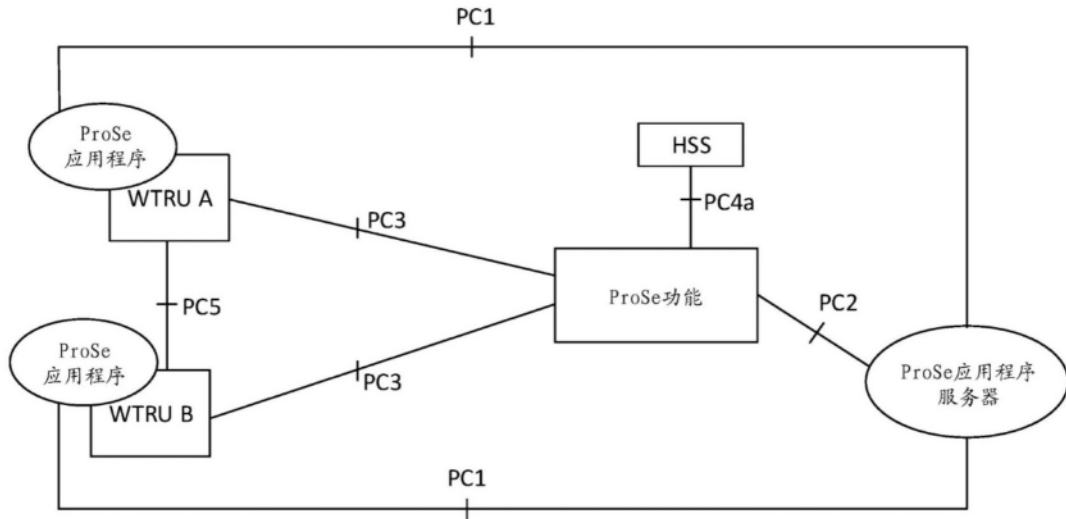 PC1
ProSe
应用程序
WTRU A
HSS
PC4a
PC3
ProSe功能
PC5
PC2
ProSe
应用程序
WTRU B
PC3
ProSe应用程序
服务器
PC1